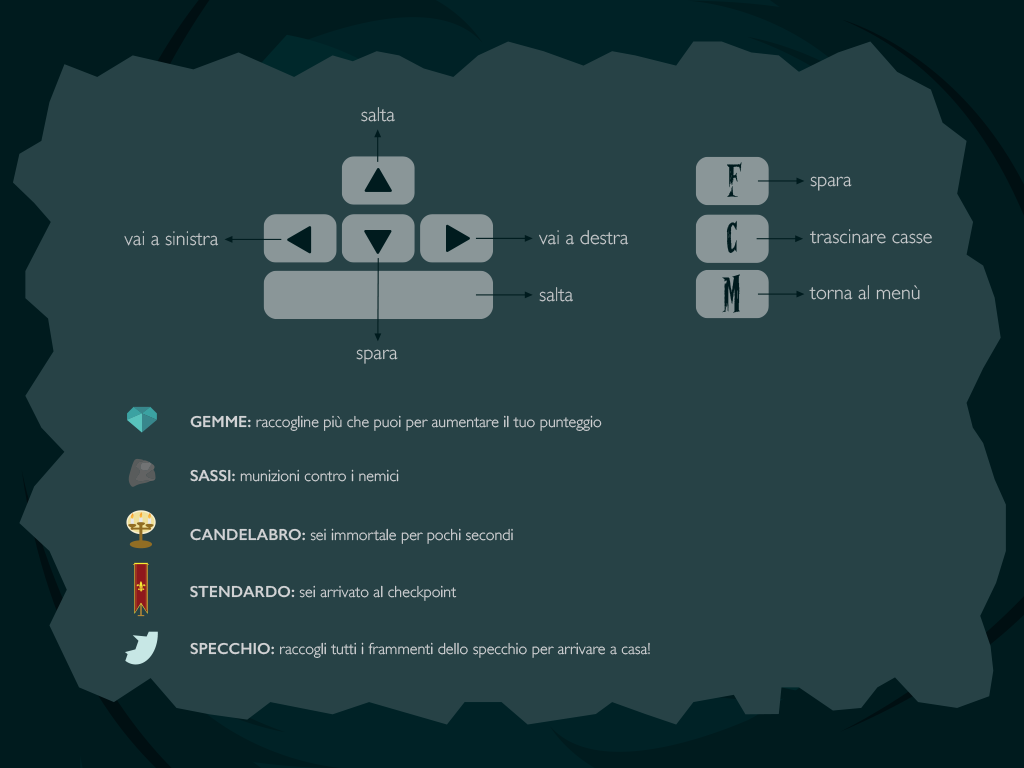 salta
F
spara
vai a sinistra
vai a destra
C
trascinare casse
salta
M
torna al menù
spara
GEMME: raccogline più che puoi per aumentare il tuo punteggio
SASSI: munizioni contro i nemici
CANDELABRO: sei immortale per pochi secondi
STENDARDO: sei arrivato al checkpoint
SPECCHIO: raccogli tutti i frammenti dello specchio per arrivare a casa!